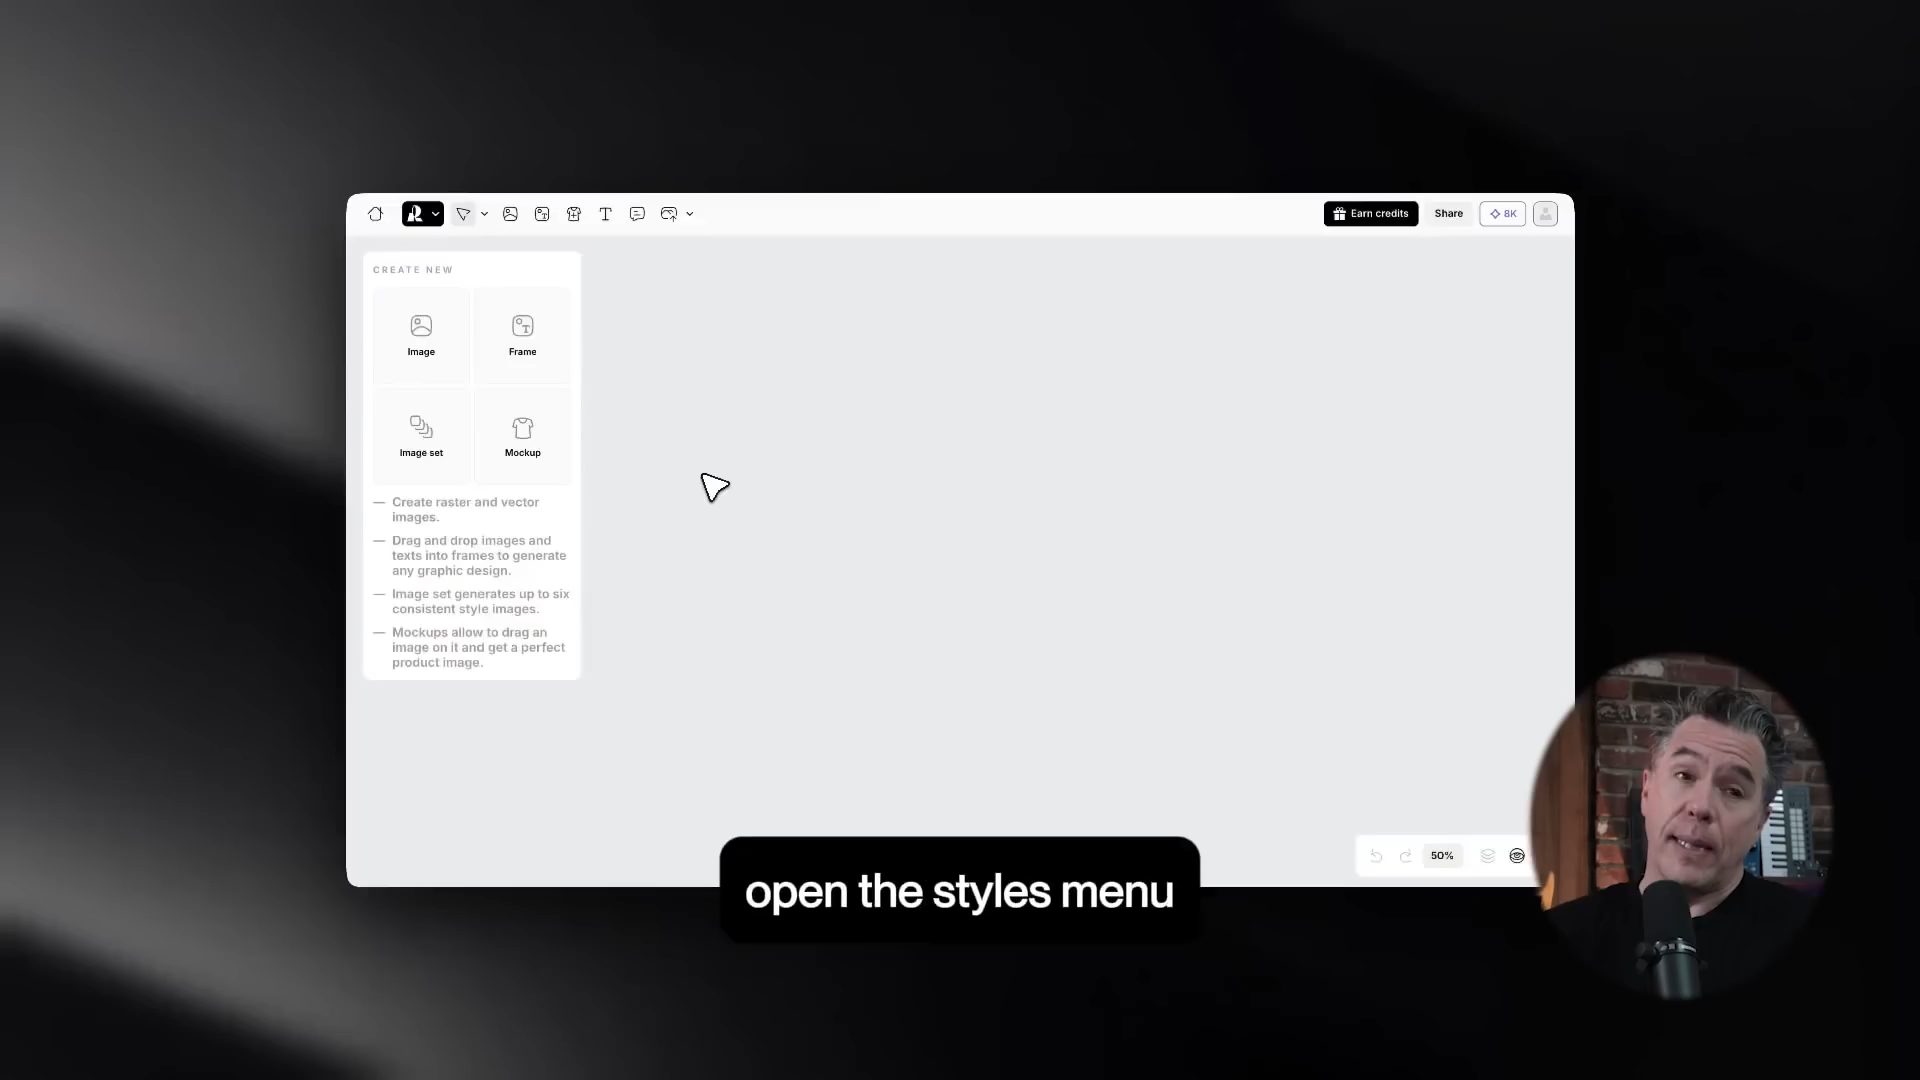 Earn credits
Share
8K
CREATE NEW
Image
Frame
Image set
Mockup
— Create raster and vector
images.
— Drag and drop images and
texts into frames to generate
any graphic design.
— Image set generates up to six
consistent style images.
— Mockups allow to drag an
image on it and get a perfect
product image.
50%
open the styles menu